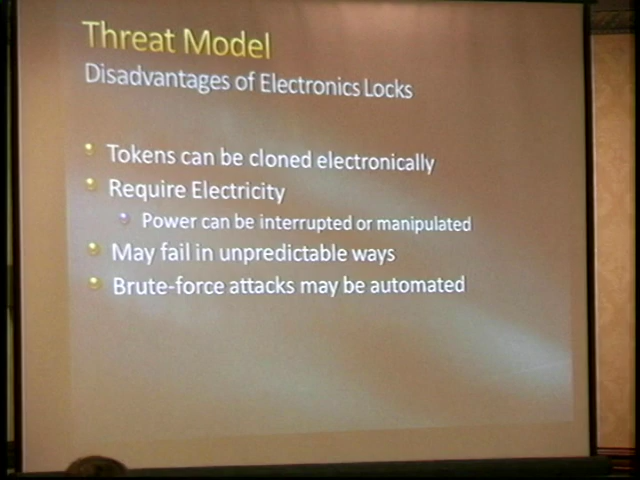 Threat Model
Disadvantages of Electronics Locks
Tokens can be cloned electronically
Require Electricity
Power can be interrupted or manipulated
May fail in unpredictable ways
Brute-force attacks may be automated